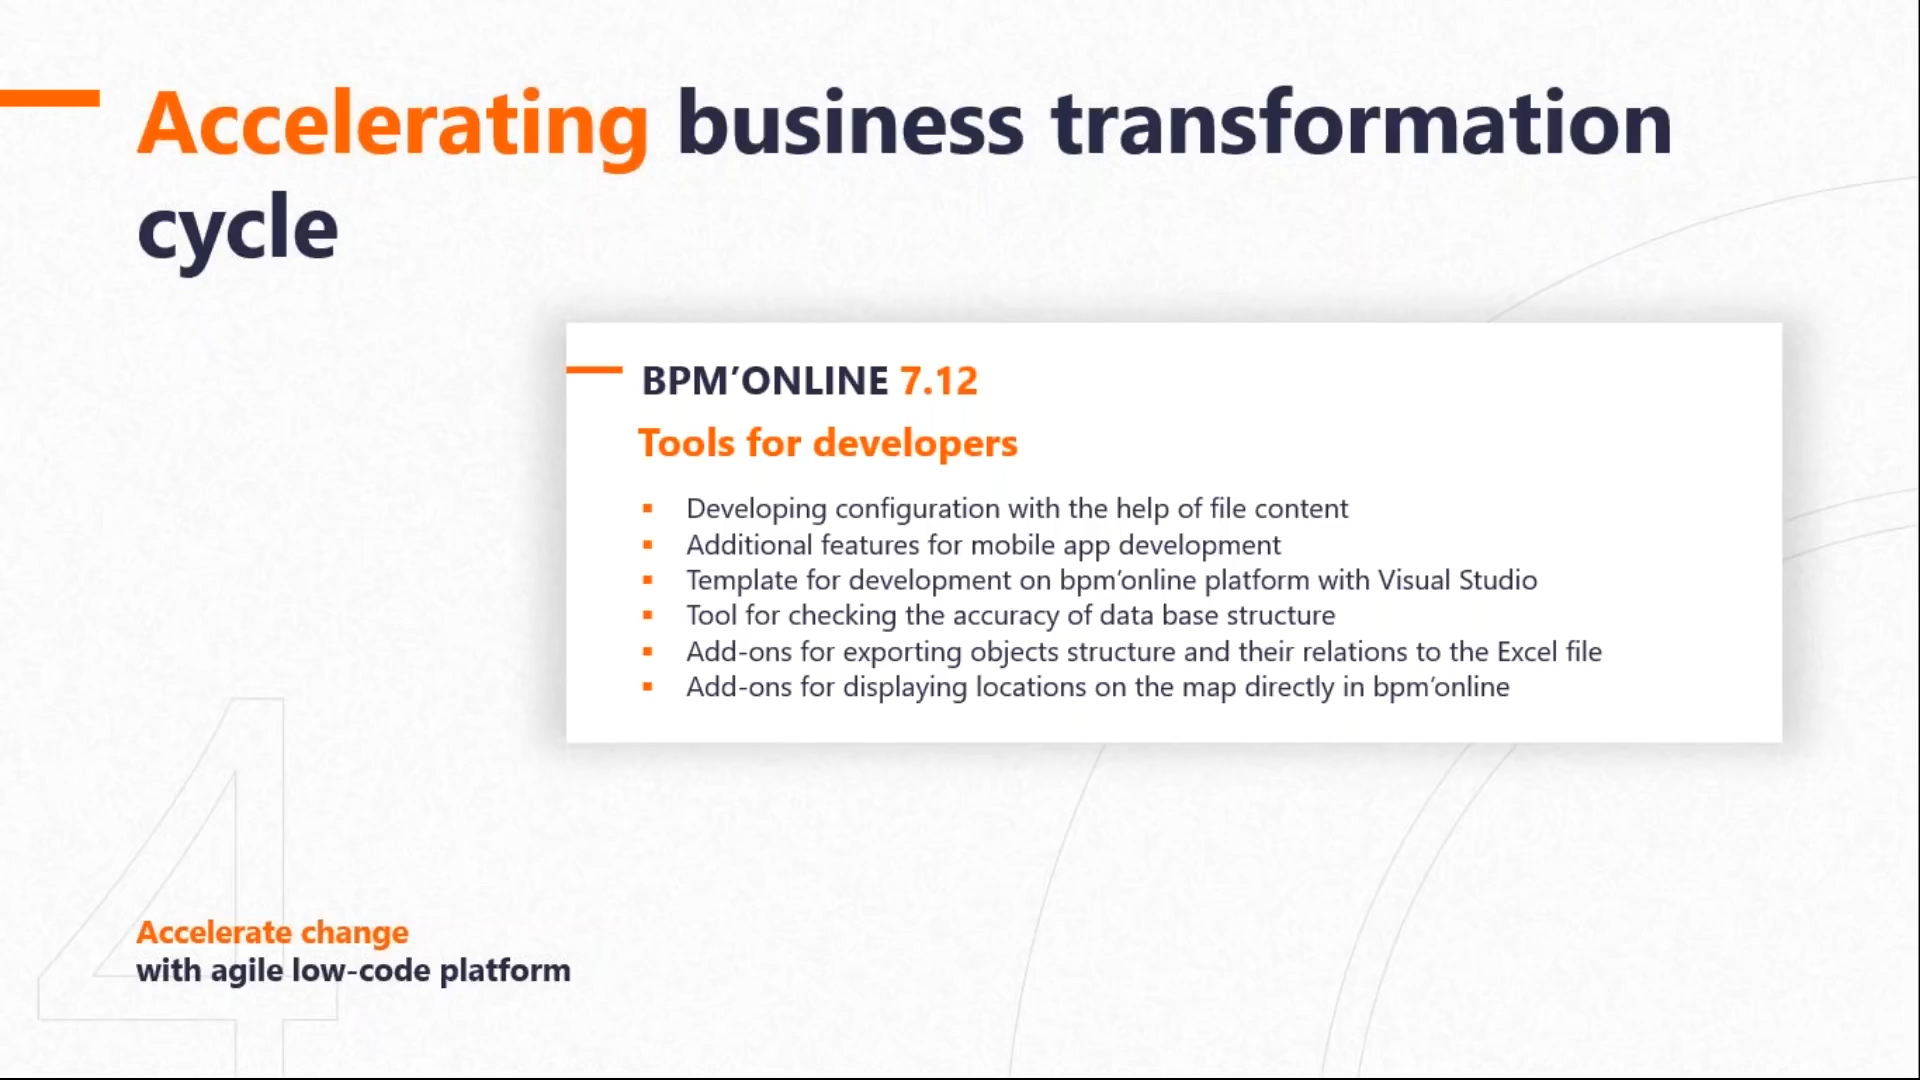 Accelerating business transformation
cycle
BPM’ONLINE 7.12
Tools for developers
▪ Developing configuration with the help of file content
▪ Additional features for mobile app development
▪ Template for development on bpm’online platform with Visual Studio
▪ Tool for checking the accuracy of data base structure
▪ Add-ons for exporting objects structure and their relations to the Excel file
▪ Add-ons for displaying locations on the map directly in bpm’online
4
Accelerate change
with agile low-code platform